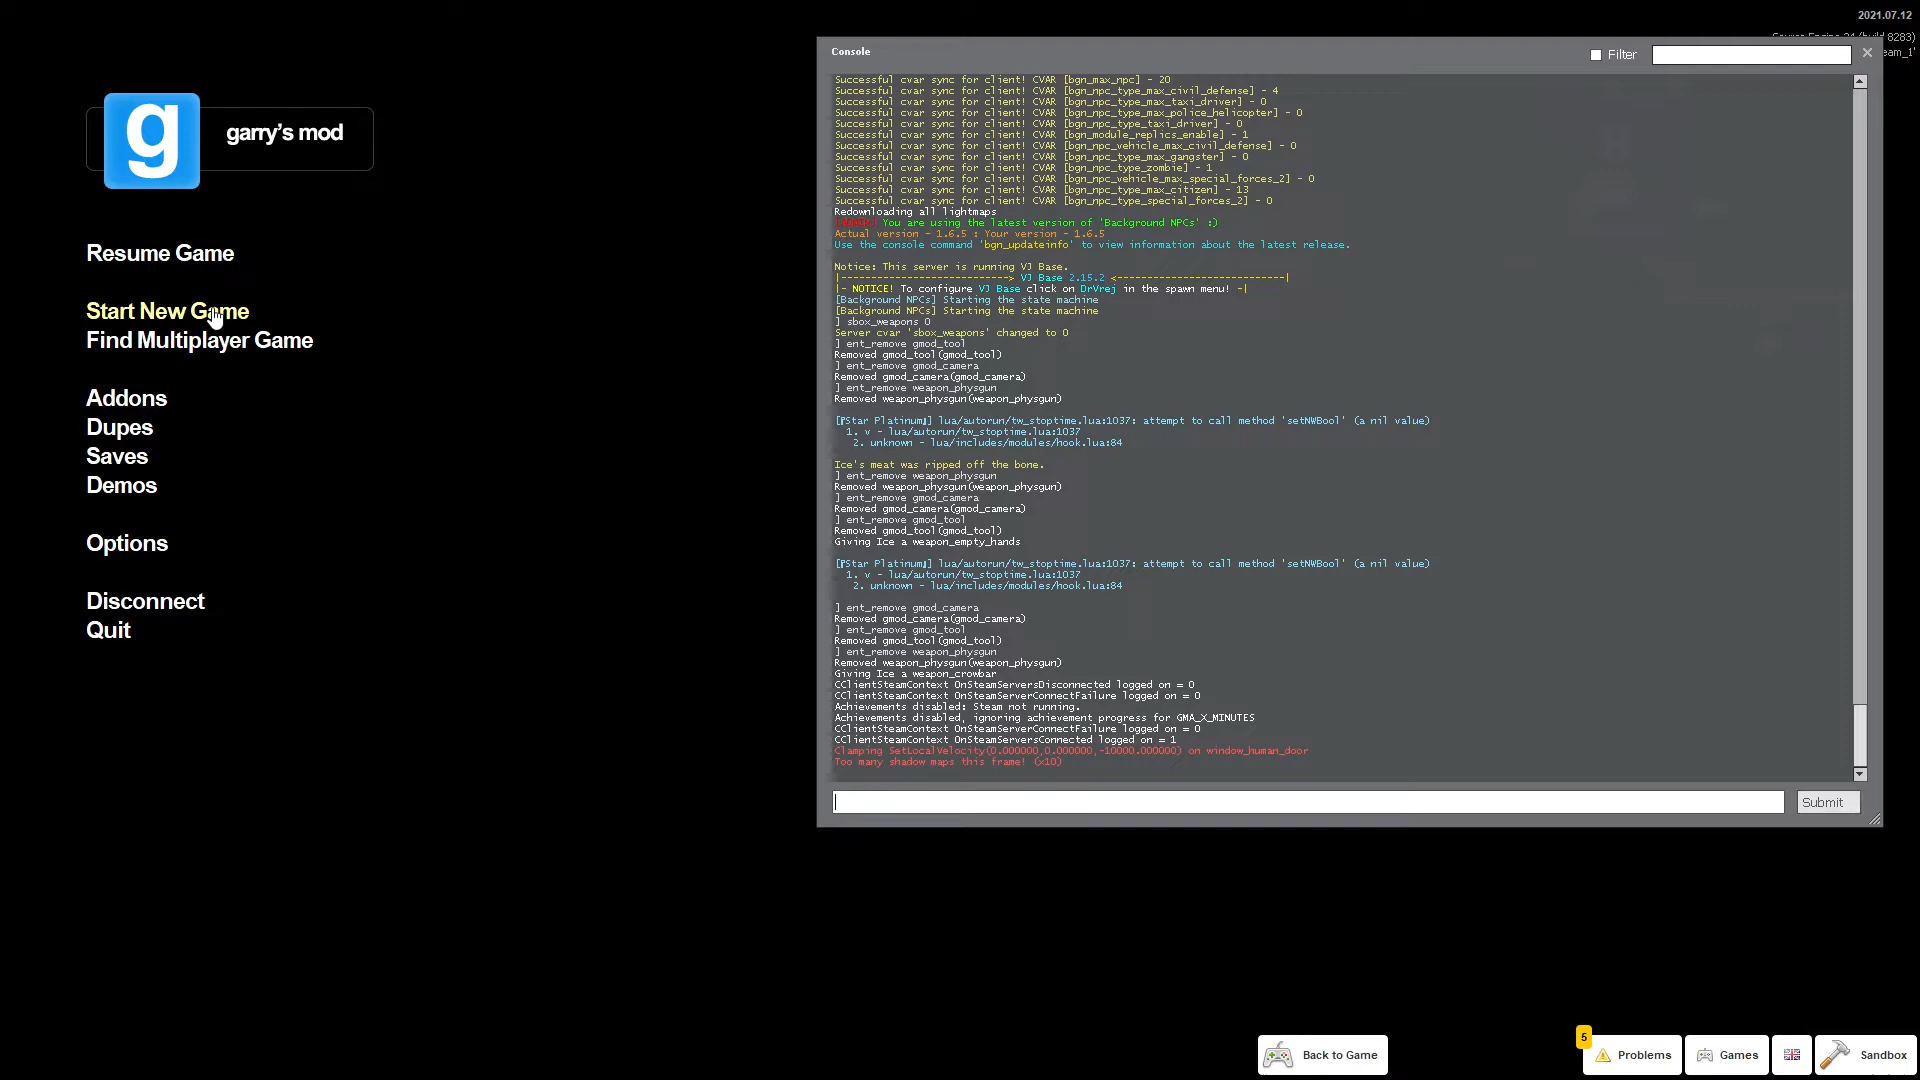 2021.07.12
8283)
eam_1'
Console
Filter
g
garry's mod
Resume Game
Start New Game
Find Multiplayer Game
Addons
Dupes
Saves
Demos
Options
Disconnect
Quit
Successful cvar sync for client! CVAR [bgn_max_npc] - 20
Successful cvar sync for client! CVAR [bgn_npc_type_max_civil_defense] - 4
Successful cvar sync for client! CVAR [bgn_npc_type_max_taxi_driver] - 0
Successful cvar sync for client! CVAR [bgn_npc_type_max_police_helicopter] - 0
Successful cvar sync for client! CVAR [bgn_npc_type_taxi_driver] - 0
Successful cvar sync for client! CVAR [bgn_module_replics_enable] - 1
Successful cvar sync for client! CVAR [bgn_npc_vehicle_max_civil_defense] - 0
Successful cvar sync for client! CVAR [bgn_npc_type_max_gangster] - 0
Successful cvar sync for client! CVAR [bgn_npc_type_zombie] - 1
Successful cvar sync for client! CVAR [bgn_npc_vehicle_max_special_forces_2] - 0
Successful cvar sync for client! CVAR [bgn_npc_type_max_citizen] - 13
Successful cvar sync for client! CVAR [bgn_npc_type_special_forces_2] - 0
Redownloading all lightmaps
You are using the latest version of 'Background NPCs' :)
Actual version - 1.6.5 : Your version - 1.6.5
Use the console command 'bgn_updateinfo' to view information about the latest release.
Notice: This server is running VJ Base.
|----------------------------> VJ Base 2.15.2 <----------------------------|
|- NOTICE! To configure VJ Base click on DrVrej in the spawn menu! -|
[Background NPCs] Starting the state machine
[Background NPCs] Starting the state machine
] sbox_weapons 0
Server cvar 'sbox_weapons' changed to 0
] ent_remove gmod_tool
Removed gmod_tool(gmod_tool)
] ent_remove gmod_camera
Removed gmod_camera(gmod_camera)
] ent_remove weapon_physgun
Removed weapon_physgun(weapon_physgun)
[『Star Platinum』] lua/autorun/tw_stoptime.lua:1037: attempt to call method 'setNWBool' (a nil value)
1. v - lua/autorun/tw_stoptime.lua:1037
2. unknown - lua/includes/modules/hook.lua:84
Ice's meat was ripped off the bone.
] ent_remove weapon_physgun
Removed weapon_physgun(weapon_physgun)
] ent_remove gmod_camera
Removed gmod_camera(gmod_camera)
] ent_remove gmod_tool
Removed gmod_tool(gmod_tool)
Giving Ice a weapon_empty_hands
[『Star Platinum』] lua/autorun/tw_stoptime.lua:1037: attempt to call method 'setNWBool' (a nil value)
1. v - lua/autorun/tw_stoptime.lua:1037
2. unknown - lua/includes/modules/hook.lua:84
] ent_remove gmod_camera
Removed gmod_camera(gmod_camera)
] ent_remove gmod_tool
Removed gmod_tool(gmod_tool)
] ent_remove weapon_physgun
Removed weapon_physgun(weapon_physgun)
Giving Ice a weapon_crowbar
CClientSteamContext OnSteamServersDisconnected logged on = 0
CClientSteamContext OnSteamServerConnectFailure logged on = 0
Achievements disabled: Steam not running.
Achievements disabled, ignoring achievement progress for GMA_X_MINUTES
CClientSteamContext OnSteamServerConnectFailure logged on = 0
CClientSteamContext OnSteamServersConnected logged on = 1
Clamping SetLocalVelocity(0.000000,0.000000,-10000.000000) on window_human_door
Too many shadow maps this frame! (x10)
Submit
Back to Game
5
Problems
Games
Sandbox